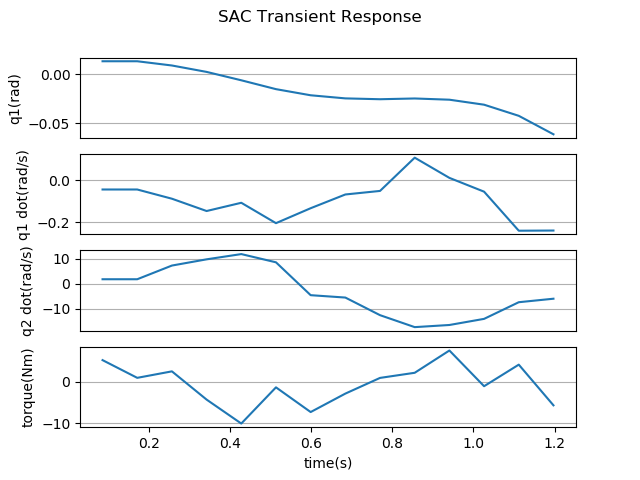 SAC Transient Response
q1(rad)
0.00
−0.05
q1 dot(rad/s)
0.0
−0.2
q2 dot(rad/s)
10
0
−10
torque(Nm)
0
−10
0.2 0.4 0.6 0.8 1.0 1.2
time(s)